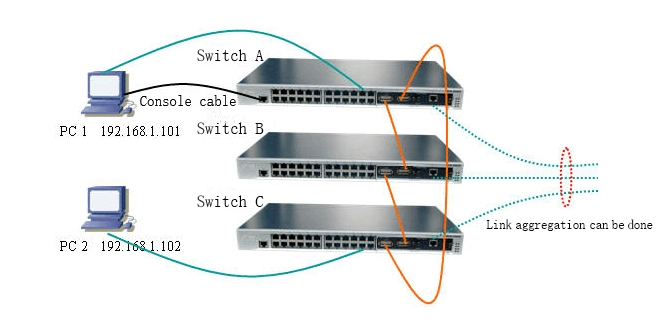 Switch A
Console cable
PC 1 192.168.1.101
Switch B
Switch C
PC 2 192.168.1.102
Link aggregation can be done